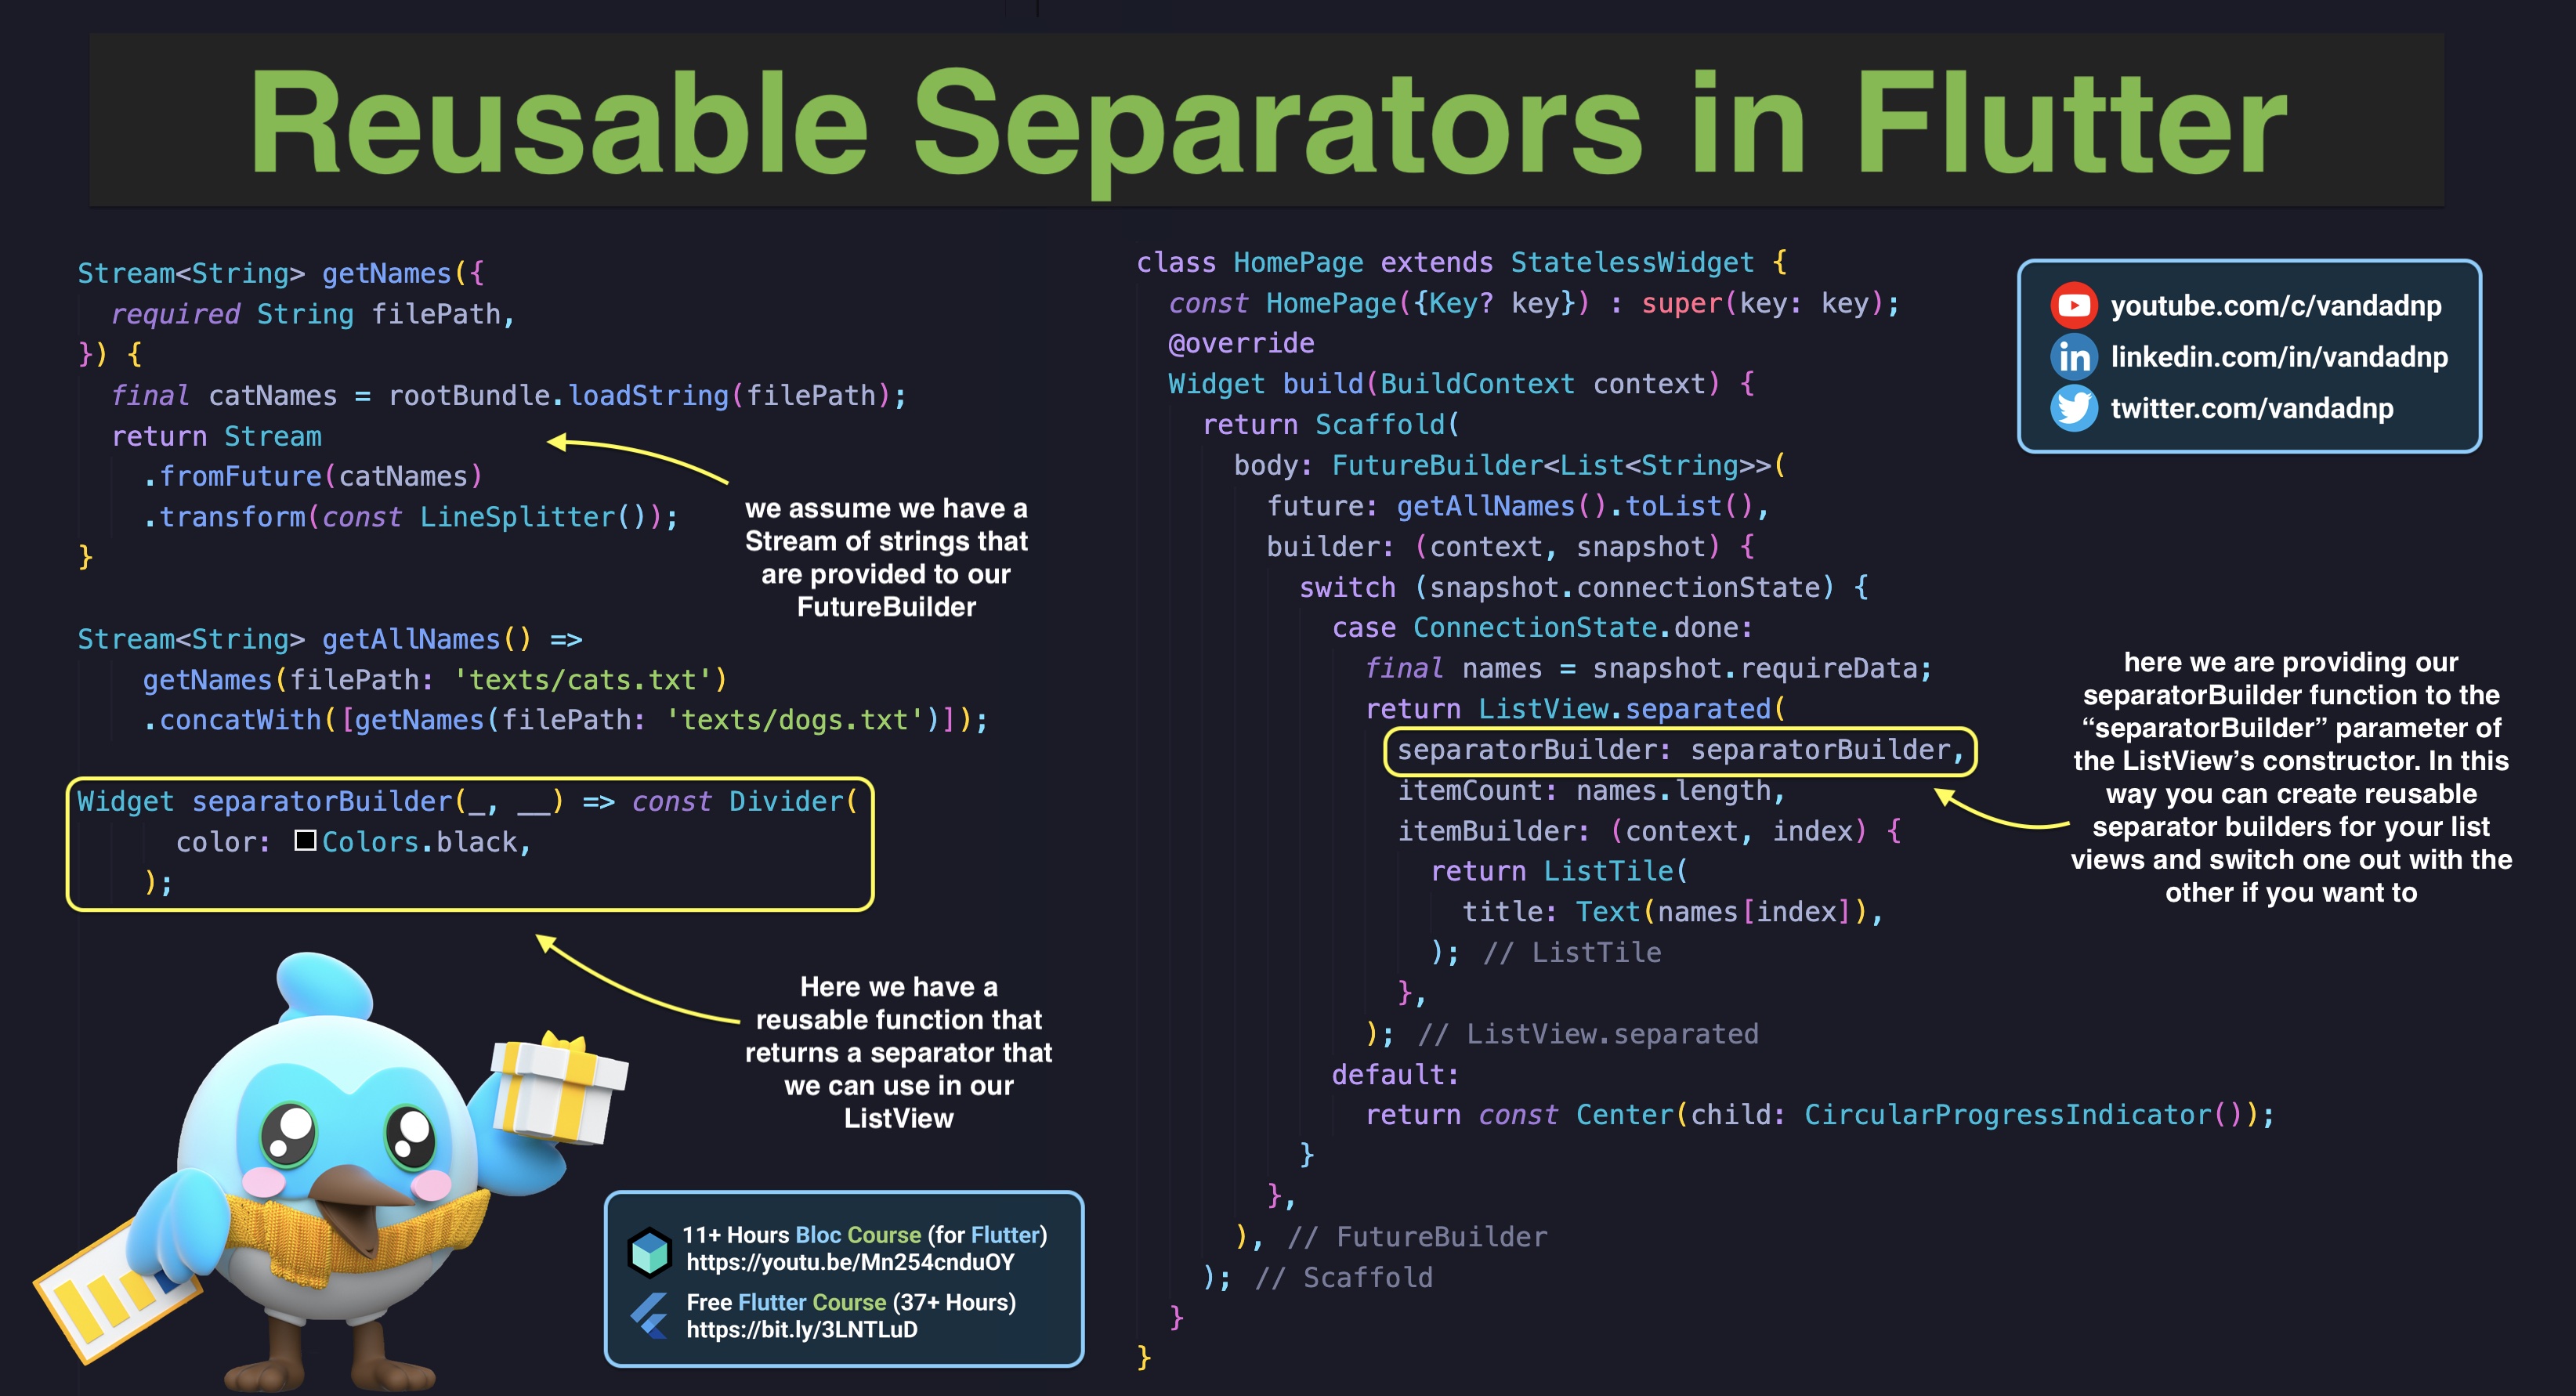 Reusable Separators in Flutter
Stream<String> getNames({
  required String filePath,
}) {
  final catNames = rootBundle.loadString(filePath);
  return Stream
    .fromFuture(catNames)
    .transform(const LineSplitter());
}
we assume we have a
Stream of strings that
are provided to our
FutureBuilder
Stream<String> getAllNames() =>
    getNames(filePath: 'texts/cats.txt')
    .concatWith([getNames(filePath: 'texts/dogs.txt')]);
Widget separatorBuilder(_, __) => const Divider(
      color: Colors.black,
    );
Here we have a
reusable function that
returns a separator that
we can use in our
ListView
11+ Hours Bloc Course (for Flutter)
https://youtu.be/Mn254cnduOY
Free Flutter Course (37+ Hours)
https://bit.ly/3LNTLuD
class HomePage extends StatelessWidget {
  const HomePage({Key? key}) : super(key: key);
  @override
  Widget build(BuildContext context) {
    return Scaffold(
      body: FutureBuilder<List<String>>(
        future: getAllNames().toList(),
        builder: (context, snapshot) {
          switch (snapshot.connectionState) {
            case ConnectionState.done:
              final names = snapshot.requireData;
              return ListView.separated(
                separatorBuilder: separatorBuilder,
                itemCount: names.length,
                itemBuilder: (context, index) {
                  return ListTile(
                    title: Text(names[index]),
                  ); // ListTile
                },
              ); // ListView.separated
            default:
              return const Center(child: CircularProgressIndicator());
          }
        },
      ), // FutureBuilder
    ); // Scaffold
  }
}
youtube.com/c/vandadnp
linkedin.com/in/vandadnp
twitter.com/vandadnp
here we are providing our
separatorBuilder function to the
“separatorBuilder” parameter of
the ListView’s constructor. In this
way you can create reusable
separator builders for your list
views and switch one out with the
other if you want to